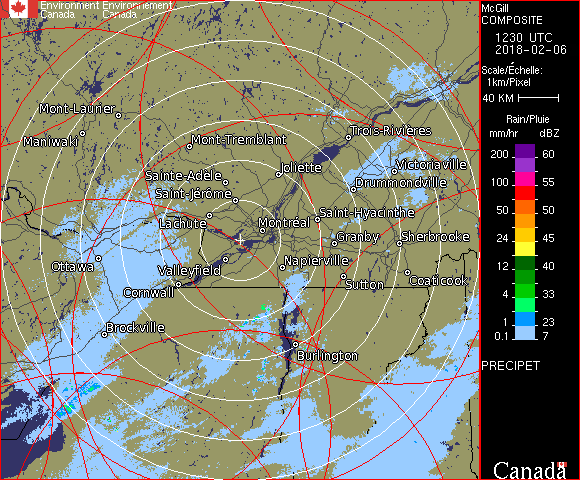 Environment Environnement
Canada Canada
McGill
COMPOSITE
1230 UTC
2018-02-06
Scale/Échelle:
1km/Pixel
40 KM
Rain/Pluie
mm/hr dBZ
200 60
100 55
50 50
24 45
12 40
4 33
1 23
0.1 7
PRECIPET
Canada
Mont-Laurier
Maniwaki
Mont-Tremblant
Trois-Rivières
Sainte-Adèle
Joliette
Victoriaville
Saint-Jérôme
Drummondville
Lachute
Montréal
Saint-Hyacinthe
Granby
Sherbrooke
Ottawa
Valleyfield
Napierville
Cornwall
Sutton
Coaticook
Brockville
Burlington